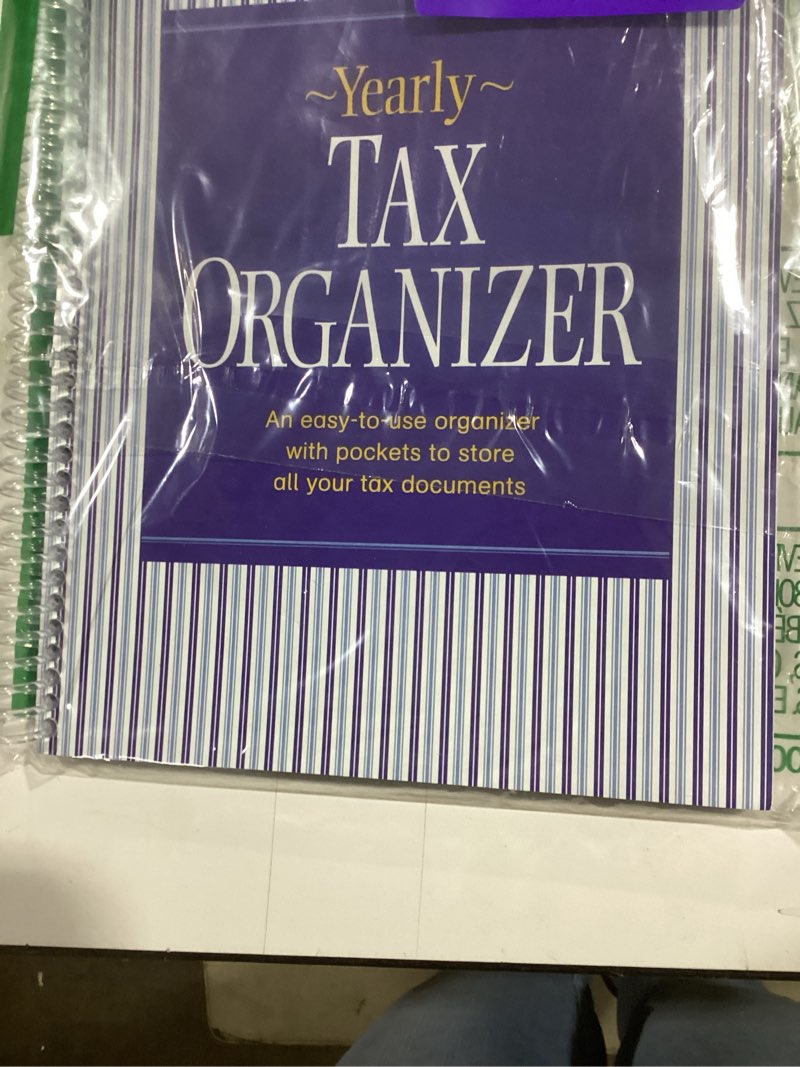 ~Yearly~
TAX
ORGANIZER
An easy-to-use organizer
with pockets to store
all your tax documents